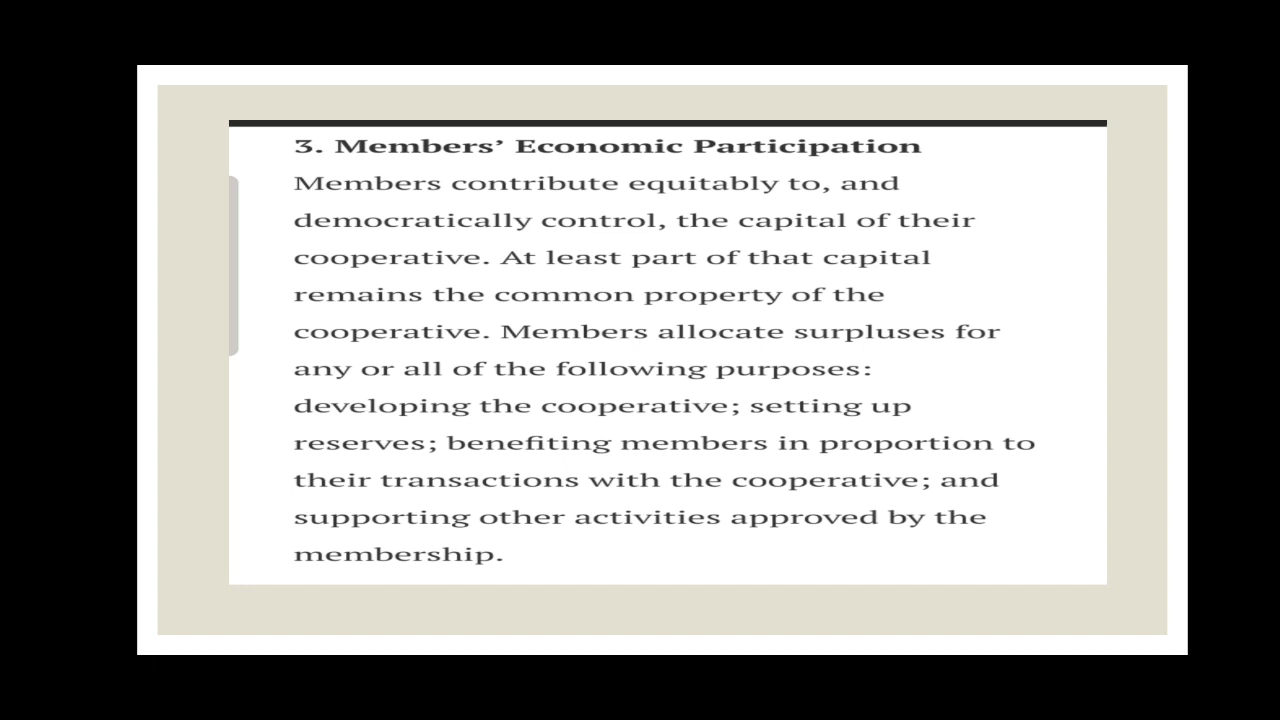 3. Members’ Economic Participation
Members contribute equitably to, and
democratically control, the capital of their
cooperative. At least part of that capital
remains the common property of the
cooperative. Members allocate surpluses for
any or all of the following purposes:
developing the cooperative; setting up
reserves; benefiting members in proportion to
their transactions with the cooperative; and
supporting other activities approved by the
membership.